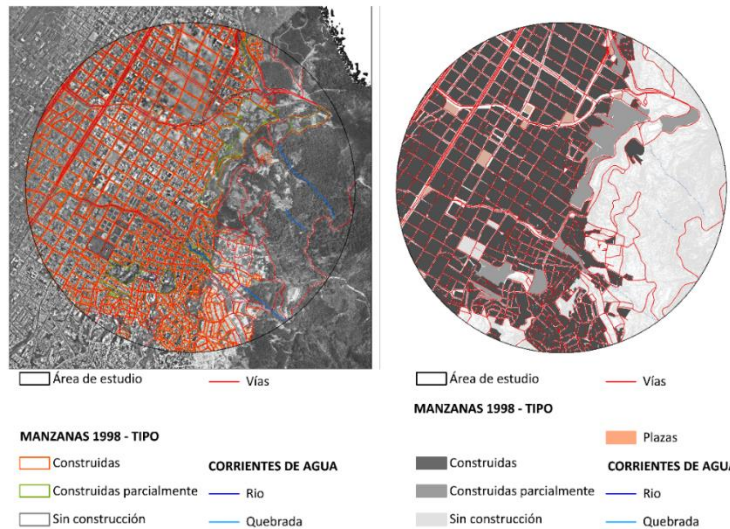 Área de estudio
Vías
MANZANAS 1998 - TIPO
Construidas
CORRIENTES DE AGUA
Construidas parcialmente
Rio
Sin construcción
Quebrada
Área de estudio
Vías
MANZANAS 1998 - TIPO
Plazas
Construidas
CORRIENTES DE AGUA
Construidas parcialmente
Rio
Sin construcción
Quebrada